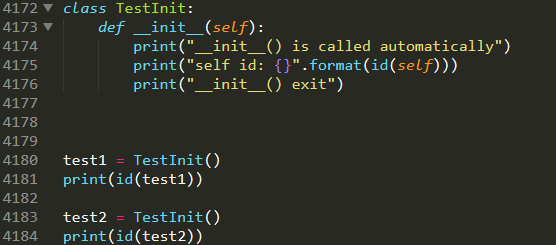 4172 class TestInit:
4173     def __init__(self):
4174         print("__init__() is called automatically")
4175         print("self id: {}".format(id(self)))
4176         print("__init__() exit")
4177
4178
4179
4180 test1 = TestInit()
4181 print(id(test1))
4182
4183 test2 = TestInit()
4184 print(id(test2))